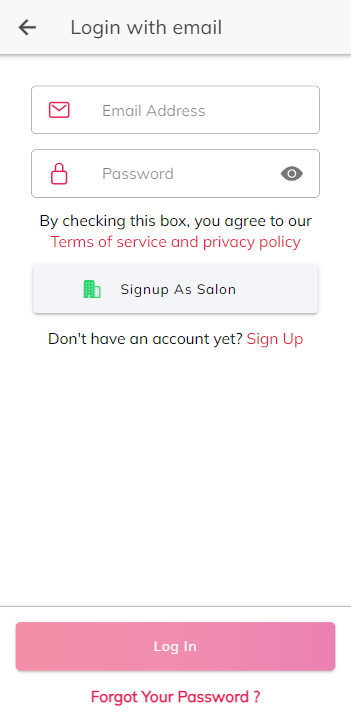 Login with email
Email Address
Password
By checking this box, you agree to our
Terms of service and privacy policy
Signup As Salon
Don't have an account yet? Sign Up
Log In
Forgot Your Password ?